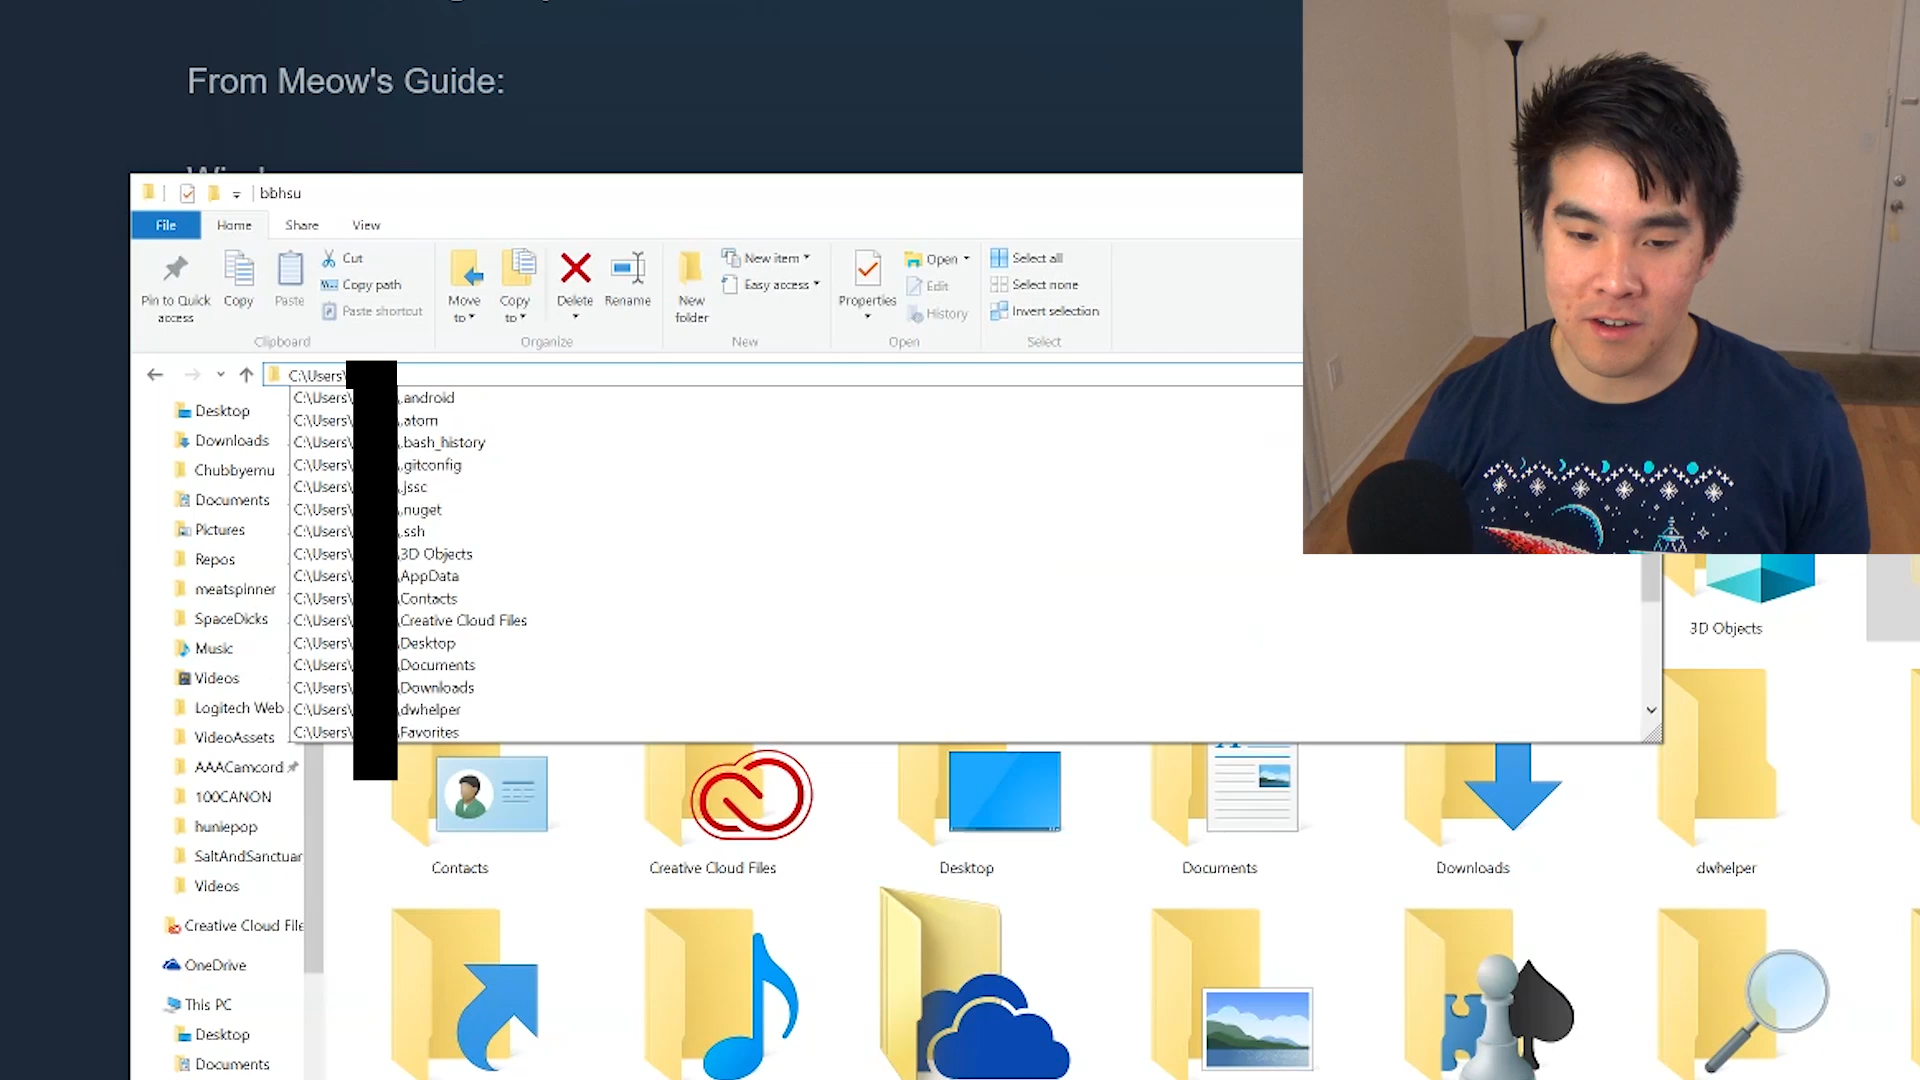 From Meow's Guide:
bbhsu
File Home Share View
Pin to Quick access
Copy
Paste
Cut
Copy path
Paste shortcut
Clipboard
Move to
Copy to
Delete
Rename
Organize
New folder
New item
Easy access
New
Properties
Open
Edit
History
Open
Select all
Select none
Invert selection
Select
C:\Users\
C:\Users\ \.android
C:\Users\ \.atom
C:\Users\ \.bash_history
C:\Users\ \.gitconfig
C:\Users\ \.jssc
C:\Users\ \.nuget
C:\Users\ \.ssh
C:\Users\ \3D Objects
C:\Users\ \AppData
C:\Users\ \Contacts
C:\Users\ \Creative Cloud Files
C:\Users\ \Desktop
C:\Users\ \Documents
C:\Users\ \Downloads
C:\Users\ \dwhelper
C:\Users\ \Favorites
Desktop
Downloads
Chubbyemu
Documents
Pictures
Repos
meatspinner
SpaceDicks
Music
Videos
Logitech Web
VideoAssets
AAACamcord
100CANON
huniepop
SaltAndSanctuar
Videos
Creative Cloud File
OneDrive
This PC
Desktop
Documents
3D Objects
Contacts
Creative Cloud Files
Desktop
Documents
Downloads
dwhelper